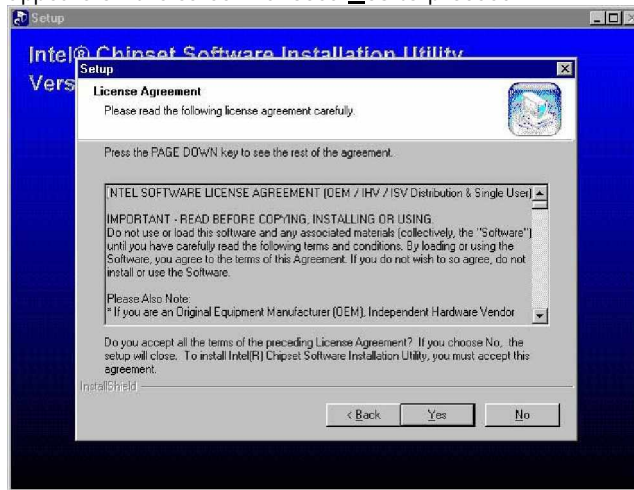 Setup
Intel® Chipset Software Installation Utility
Vers
Setup
License Agreement
Please read the following license agreement carefully.
Press the PAGE DOWN key to see the rest of the agreement.
NTEL SOFTWARE LICENSE AGREEMENT (OEM / IHV / ISV Distribution & Single User)
IMPORTANT - READ BEFORE COPYING, INSTALLING OR USING.
Do not use or load this software and any associated materials (collectively, the "Software")
until you have carefully read the following terms and conditions. By loading or using the
Software, you agree to the terms of this Agreement. If you do not wish to so agree, do not
install or use the Software.
Please Also Note:
* If you are an Original Equipment Manufacturer (OEM), Independent Hardware Vendor
Do you accept all the terms of the preceding License Agreement? If you choose No, the
setup will close. To install Intel(R) Chipset Software Installation Utility, you must accept this
agreement.
InstallShield
< Back
Yes
No